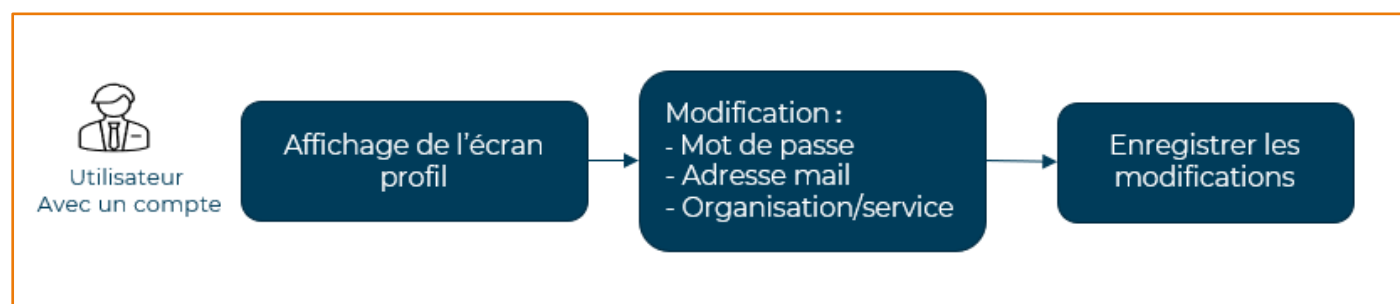 Utilisateur
Avec un compte
Affichage de l'écran
profil
Modification :
- Mot de passe
- Adresse mail
- Organisation/service
Enregistrer les
modifications